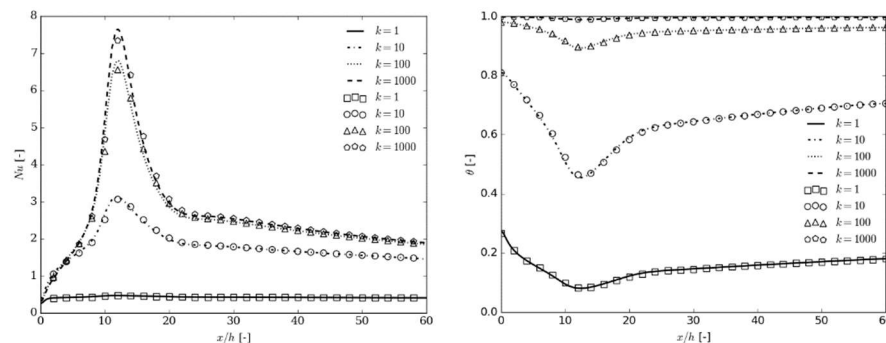 8
7
6
5
4
3
2
1
0
Nu [-]
0 10 20 30 40 50 60
x/h [-]
k = 1
k = 10
k = 100
k = 1000
k = 1
k = 10
k = 100
k = 1000
1.0
0.8
0.6
0.4
0.2
0.0
θ [-]
0 10 20 30 40 50 60
x/h [-]
k = 1
k = 10
k = 100
k = 1000
k = 1
k = 10
k = 100
k = 1000